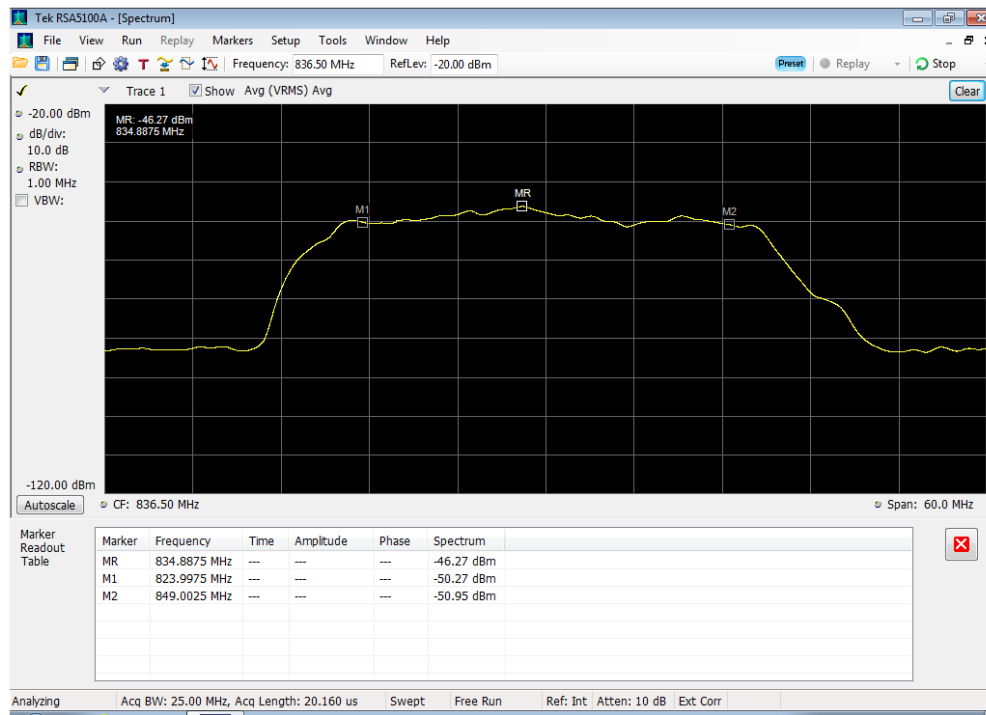 Tek RSA5100A - [Spectrum]
File View Run Replay Markers Setup Tools Window Help
T Frequency: 836.50 MHz RefLev: -20.00 dBm Preset Replay Stop
Trace 1 Show Avg (VRMS) Avg Clear
-20.00 dBm
dB/div:
10.0 dB
RBW:
1.00 MHz
VBW:
MR: -46.27 dBm
834.8875 MHz
M1
MR
M2
-120.00 dBm
Autoscale CF: 836.50 MHz Span: 60.0 MHz
Marker
Readout
Table
Marker Frequency Time Amplitude Phase Spectrum
MR 834.8875 MHz --- --- --- -46.27 dBm
M1 823.9975 MHz --- --- --- -50.27 dBm
M2 849.0025 MHz --- --- --- -50.95 dBm
Analyzing Acq BW: 25.00 MHz, Acq Length: 20.160 us Swept Free Run Ref: Int Atten: 10 dB Ext Corr